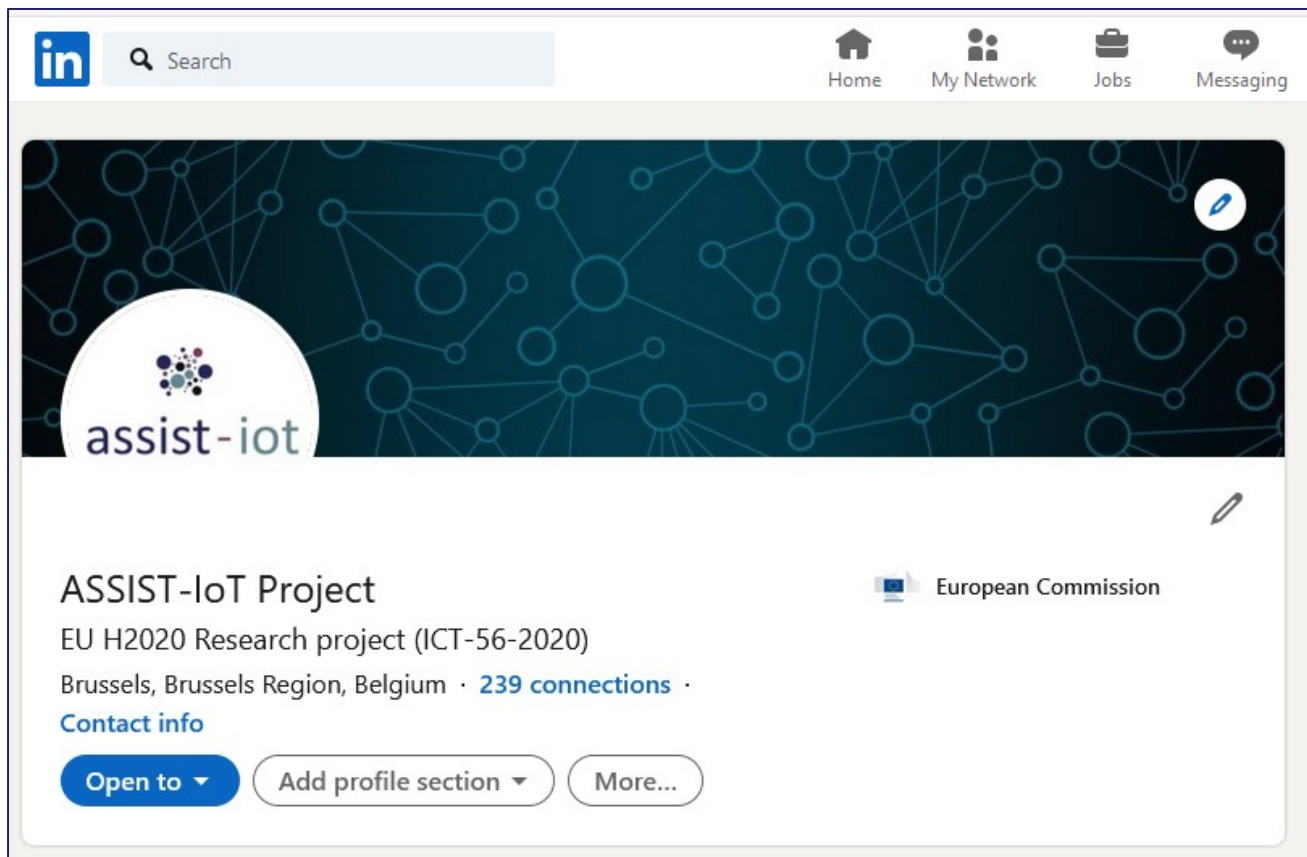 in
Search
Home
My Network
Jobs
Messaging
assist-iot
ASSIST-IoT Project
European Commission
EU H2020 Research project (ICT-56-2020)
Brussels, Brussels Region, Belgium · 239 connections ·
Contact info
Open to
Add profile section
More...